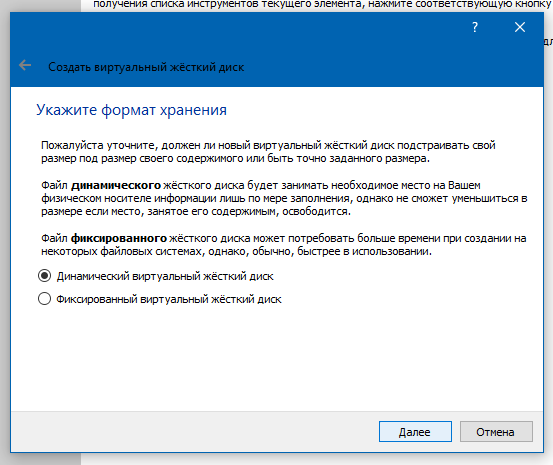 получения списка инструментов текущего элемента, нажмите соответствующую кнопку
?
Создать виртуальный жёсткий диск
Укажите формат хранения
Пожалуйста уточните, должен ли новый виртуальный жёсткий диск подстраивать свой
размер под размер своего содержимого или быть точно заданного размера.
Файл динамического жёсткого диска будет занимать необходимое место на Вашем
физическом носителе информации лишь по мере заполнения, однако не сможет уменьшиться в
размере если место, занятое его содержимым, освободится.
Файл фиксированного жёсткого диска может потребовать больше времени при создании на
некоторых файловых системах, однако, обычно, быстрее в использовании.
Динамический виртуальный жёсткий диск
Фиксированный виртуальный жёсткий диск
Далее
Отмена